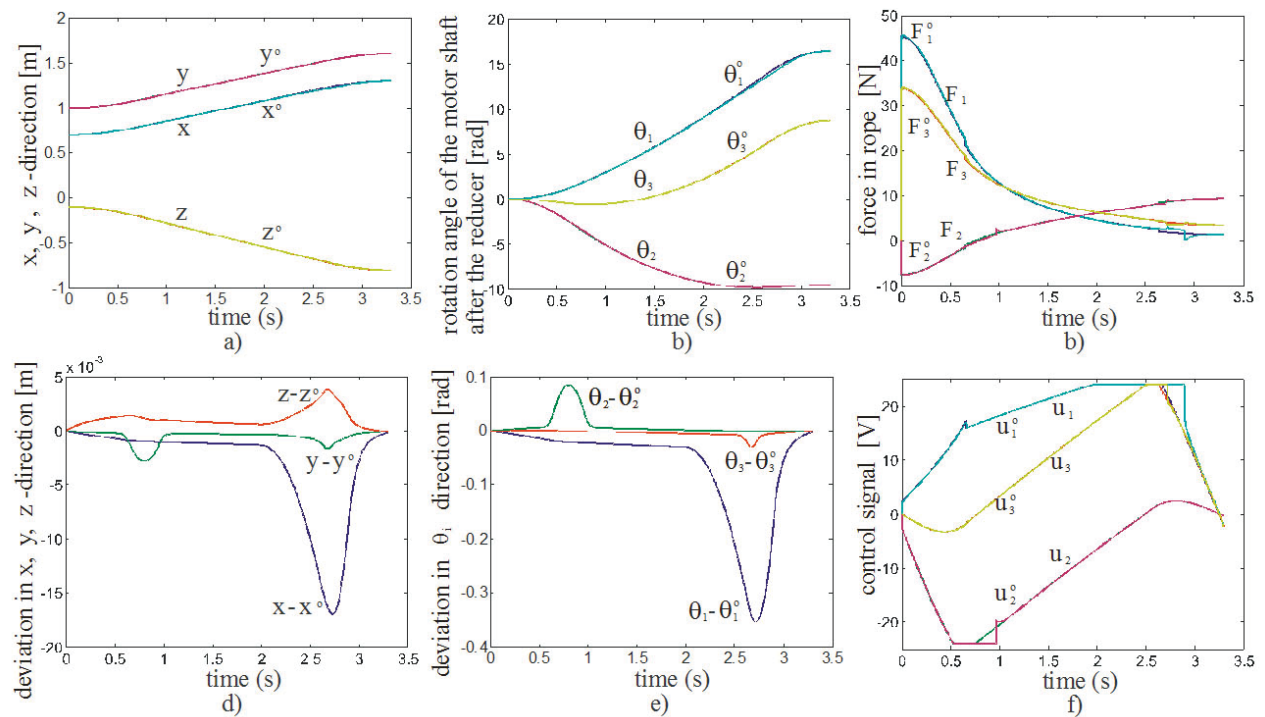 x, y, z -direction [m]
2
1.5
1
0.5
0
-0.5
-1
y
y°
x
x°
z
z°
0 0.5 1 1.5 2 2.5 3 3.5
time (s)
a)
rotation angle of the motor shaft
after the reducer [rad]
20
15
10
5
0
-5
-10
θ₁
θ₁°
θ₃
θ₃°
θ₂
θ₂°
0 0.5 1 1.5 2 2.5 3 3.5
time (s)
b)
force in rope [N]
50
40
30
20
10
0
-10
F₁°
F₁
F₃°
F₃
F₂
F₂°
0 0.5 1 1.5 2 2.5 3 3.5
time (s)
b)
deviation in x, y, z-direction [m]
5 x 10⁻³
0
-5
-10
-15
-20
z-z°
y-y°
x-x°
0 0.5 1 1.5 2 2.5 3 3.5
time (s)
d)
deviation in θᵢ direction [rad]
0.1
0
-0.1
-0.2
-0.3
-0.4
θ₂-θ₂°
θ₃-θ₃°
θ₁-θ₁°
0 0.5 1 1.5 2 2.5 3 3.5
time (s)
e)
control signal [V]
20
10
0
-10
-20
u₁
u₁°
u₃
u₃°
u₂
u₂°
0 0.5 1 1.5 2 2.5 3 3.5
time (s)
f)